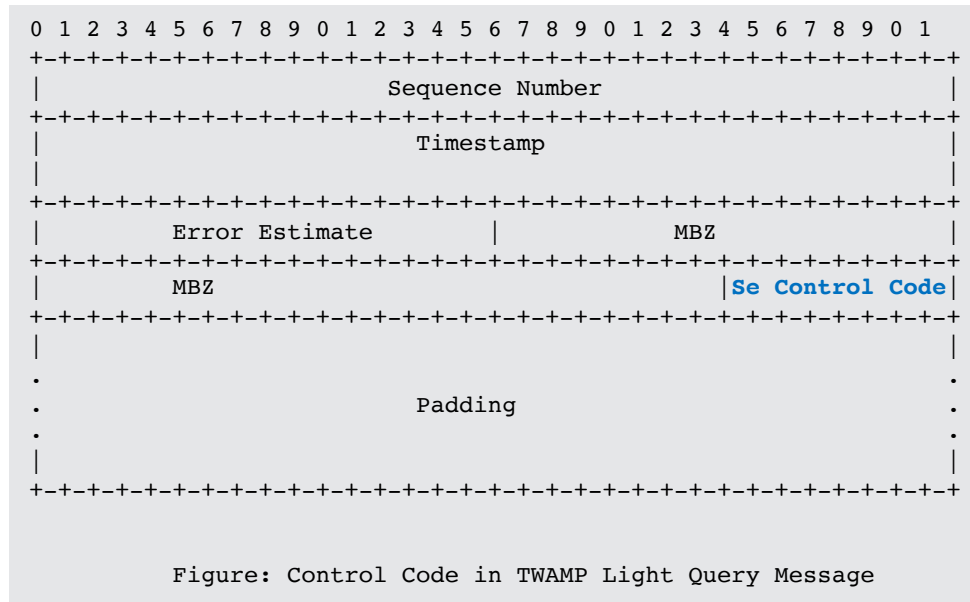 0 1 2 3 4 5 6 7 8 9 0 1 2 3 4 5 6 7 8 9 0 1 2 3 4 5 6 7 8 9 0 1
+-+-+-+-+-+-+-+-+-+-+-+-+-+-+-+-+-+-+-+-+-+-+-+-+-+-+-+-+-+-+-+-+
| Sequence Number |
+-+-+-+-+-+-+-+-+-+-+-+-+-+-+-+-+-+-+-+-+-+-+-+-+-+-+-+-+-+-+-+-+
| Timestamp |
| |
+-+-+-+-+-+-+-+-+-+-+-+-+-+-+-+-+-+-+-+-+-+-+-+-+-+-+-+-+-+-+-+-+
| Error Estimate | MBZ |
+-+-+-+-+-+-+-+-+-+-+-+-+-+-+-+-+-+-+-+-+-+-+-+-+-+-+-+-+-+-+-+-+
| MBZ |Se Control Code|
+-+-+-+-+-+-+-+-+-+-+-+-+-+-+-+-+-+-+-+-+-+-+-+-+-+-+-+-+-+-+-+-+
| |
. .
. Padding .
. .
| |
+-+-+-+-+-+-+-+-+-+-+-+-+-+-+-+-+-+-+-+-+-+-+-+-+-+-+-+-+-+-+-+-+
Figure: Control Code in TWAMP Light Query Message